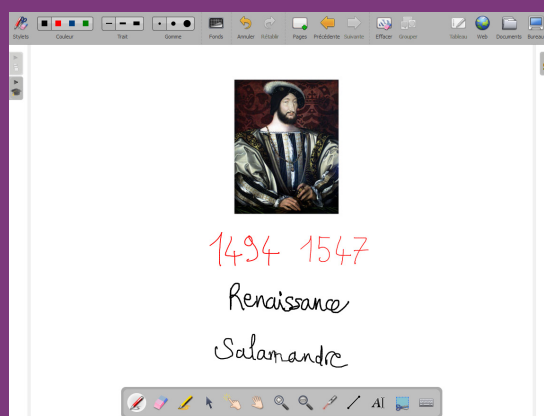 Stylets Couleur Trait Gomme Fonds Annuler Rétablir Pages Précédente Suivante Effacer Grouper Tableau Web Documents Bureau
1494 1547
Renaissance
Salamandre
AI